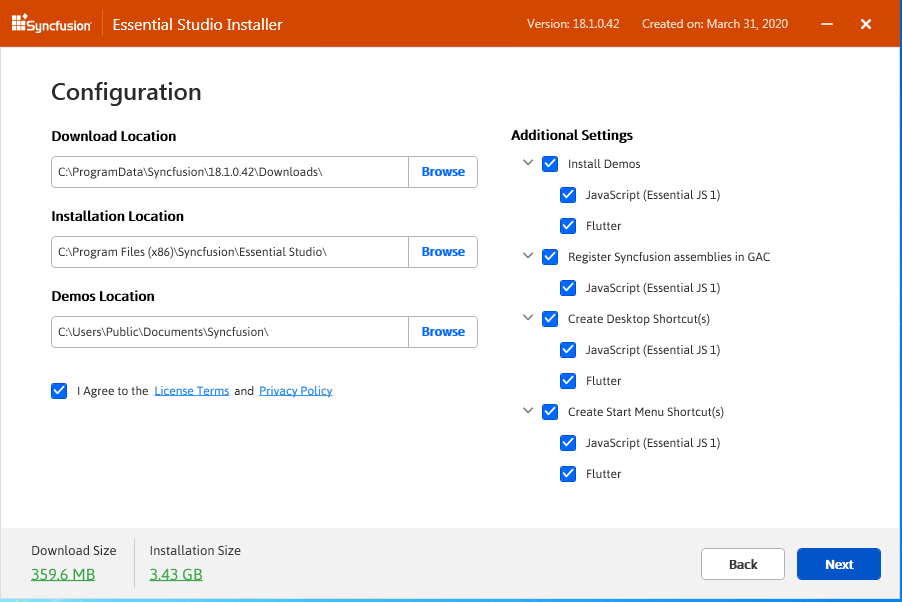 Syncfusion Essential Studio Installer Version: 18.1.0.42 Created on: March 31, 2020
Configuration
Download Location
C:\ProgramData\Syncfusion\18.1.0.42\Downloads\ Browse
Installation Location
C:\Program Files (x86)\Syncfusion\Essential Studio\ Browse
Demos Location
C:\Users\Public\Documents\Syncfusion\ Browse
I Agree to the License Terms and Privacy Policy
Additional Settings
Install Demos
JavaScript (Essential JS 1)
Flutter
Register Syncfusion assemblies in GAC
JavaScript (Essential JS 1)
Create Desktop Shortcut(s)
JavaScript (Essential JS 1)
Flutter
Create Start Menu Shortcut(s)
JavaScript (Essential JS 1)
Flutter
Download Size
359.6 MB
Installation Size
3.43 GB
Back Next